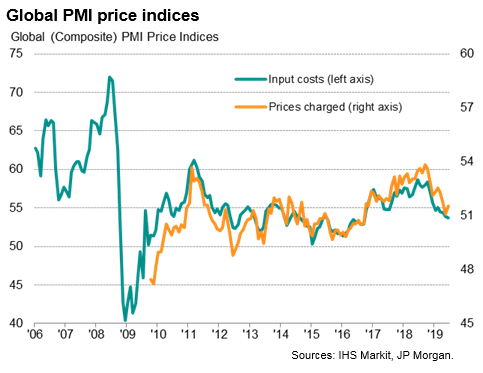 Global PMI price indices
Global (Composite) PMI Price Indices
75
70
65
60
55
50
45
40
60
57
54
51
48
45
Input costs (left axis)
Prices charged (right axis)
'06 '07 '08 '09 '10 '11 '12 '13 '14 '15 '16 '17 '18 '19
Sources: IHS Markit, JP Morgan.